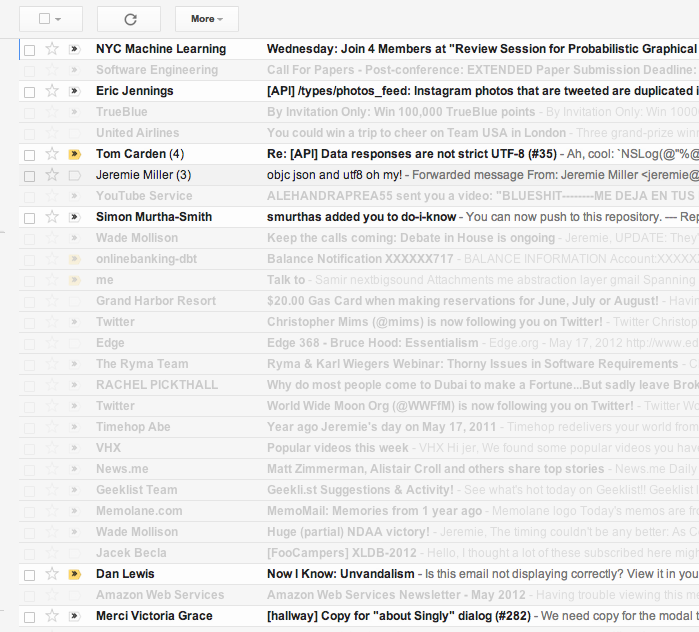 More
NYC Machine Learning Wednesday: Join 4 Members at "Review Session for Probabilistic Graphical
Software Engineering Call For Papers - Post-conference: EXTENDED Paper Submission Deadline:
Eric Jennings [API] /types/photos_feed: Instagram photos that are tweeted are duplicated i
TrueBlue By Invitation Only: Win 100,000 TrueBlue points - By Invitation Only: Win 1000
United Airlines You could win a trip to cheer on Team USA in London - Three grand-prize winn
Tom Carden (4) Re: [API] Data responses are not strict UTF-8 (#35) - Ah, cool: `NSLog(@"%@
Jeremie Miller (3) objc json and utf8 oh my! - Forwarded message From: Jeremie Miller <jeremie@
YouTube Service ALEHANDRAPREA55 sent you a video: "BLUESHIT--------ME DEJA EN TUS
Simon Murtha-Smith smurthas added you to do-i-know - You can now push to this repository. — Rep
Wade Mollison Keep the calls coming: Debate in House is ongoing - Jeremie, UPDATE: They'
onlinebanking-dbt Balance Notification XXXXXX717 - BALANCE INFORMATION Account:XXXXX
me Talk to - Samir nextbigsound Attachments me abstraction layer gmail Spanning
Grand Harbor Resort $20.00 Gas Card when making reservations for June, July or August! - Havin
Twitter Christopher Mims (@mims) is now following you on Twitter! - Twitter Christop
Edge Edge 368 - Bruce Hood: Essentialism - Edge.org - May 17, 2012 http://www.ed
The Ryma Team Ryma & Karl Wiegers Webinar: Thorny Issues in Software Requirements - C
RACHEL PICKTHALL Why do most people come to Dubai to make a Fortune...But sadly leave Brok
Twitter World Wide Moon Org (@WWFfM) is now following you on Twitter! - Twitter Wo
Timehop Abe Year ago Jeremie's day on May 17, 2011 - Timehop redelivers your world from
VHX Popular videos this week - VHX Hi jer, We found some popular videos you have
News.me Matt Zimmerman, Alistair Croll and others share top stories - News.me Daily
Geeklist Team Geekli.st Suggestions & Activity! - See what's hot today on Geeklist!! Geeklist
Memolane.com MemoMail: Memories from 1 year ago - Memolane logo Today's memos are fro
Wade Mollison Huge (partial) NDAA victory! - Jeremie, The timing couldn't be any better: As C
Jacek Becla [FooCampers] XLDB-2012 - Hello, I thought a lot of these subscribed here migh
Dan Lewis Now I Know: Unvandalism - Is this email not displaying correctly? View it in you
Amazon Web Services Amazon Web Services Newsletter - May 2012 - Having trouble viewing this me
Merci Victoria Grace [hallway] Copy for "about Singly" dialog (#282) - We need copy for the modal t